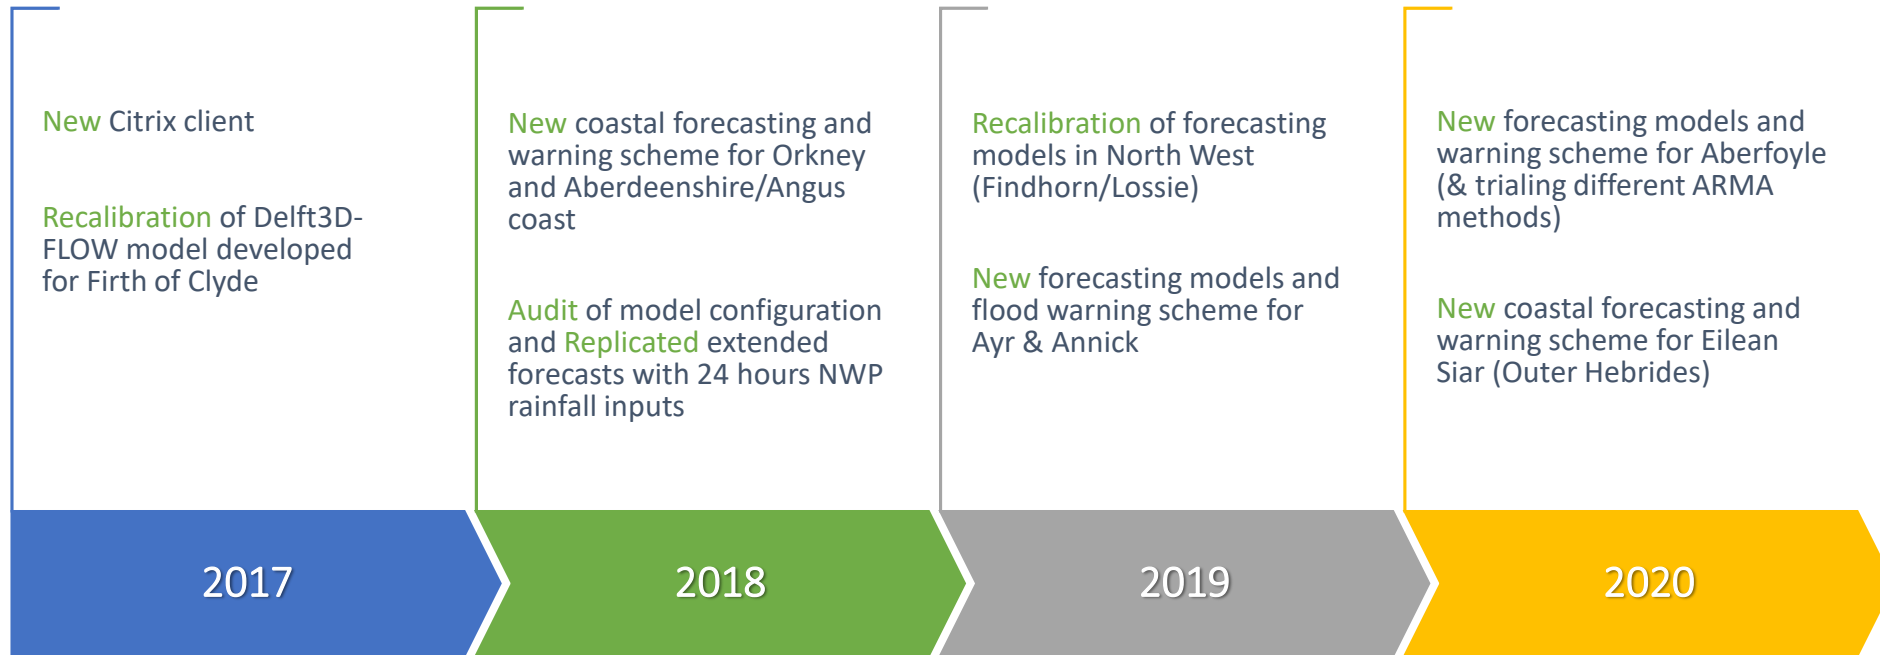 New Citrix client
Recalibration of Delft3D-
FLOW model developed
for Firth of Clyde
New coastal forecasting and
warning scheme for Orkney
and Aberdeenshire/Angus
coast
Audit of model configuration
and Replicated extended
forecasts with 24 hours NWP
rainfall inputs
Recalibration of forecasting
models in North West
(Findhorn/Lossie)
New forecasting models and
flood warning scheme for
Ayr & Annick
New forecasting models and
warning scheme for Aberfoyle
(& trialing different ARMA
methods)
New coastal forecasting and
warning scheme for Eilean
Siar (Outer Hebrides)
2017
2018
2019
2020